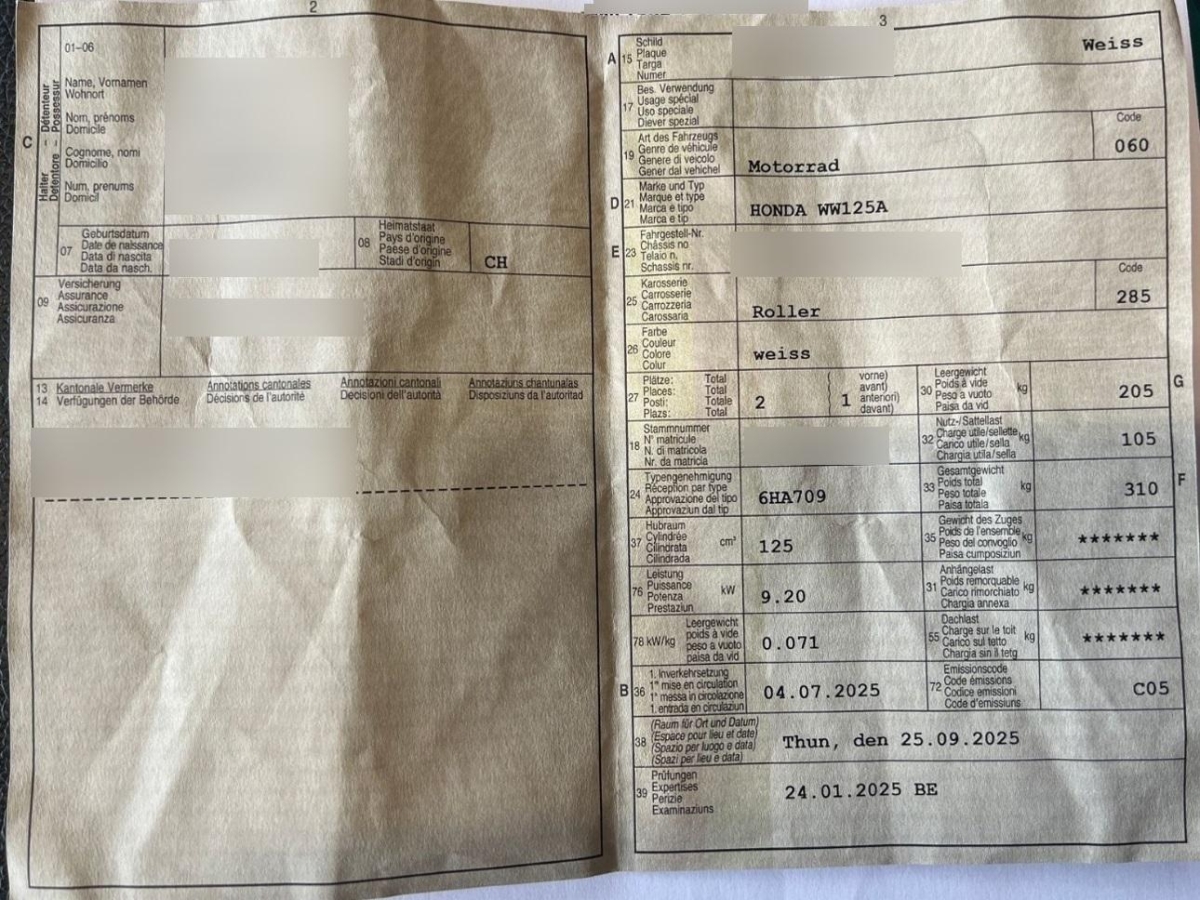 2
01-06
Halter – Détenteur
Detentore – Possessur
C
Name, Vornamen
Wohnort
Nom, prénoms
Domicile
Cognome, nomi
Domicilio
Num, prenums
Domicil
07
Geburtsdatum
Date de naissance
Data di nascita
Data da nasch.
08
Heimatstaat
Pays d'origine
Paese d'origine
Stadi d'origin
CH
09
Versicherung
Assurance
Assicurazione
Assicuranza
13 Kantonale Vermerke Annotations cantonales Annotazioni cantonali Annotaziuns chantunalas
14 Verfügungen der Behörde Décisions de l'autorité Decisioni dell'autorità Disposiziuns da l'autoritad
3
A
15
Schild
Plaque
Targa
Numer
Weiss
17
Bes. Verwendung
Usage spécial
Uso speciale
Diever spezial
19
Art des Fahrzeugs
Genre de véhicule
Genere di veicolo
Gener dal vehichel
Motorrad
Code
060
D
21
Marke und Typ
Marque et type
Marca e tipo
Marca e tip
HONDA WW125A
E
23
Fahrgestell-Nr.
Châssis no
Telaio n.
Schassis nr.
25
Karosserie
Carrosserie
Carrozzeria
Carossaria
Roller
Code
285
26
Farbe
Couleur
Colore
Colur
weiss
27
Plätze: Total
Places: Total
Posti: Totale
Plazs: Total
2
1
vorne)
avant)
anteriori)
davant)
30
Leergewicht
Poids à vide
Peso a vuoto
Paisa da vid
kg
205
G
18
Stammnummer
N° matricule
N. di matricola
Nr. da matricla
32
Nutz-/Sattellast
Charge utile/sellette
Carico utile/sella
Chargia utila/sella
kg
105
24
Typengenehmigung
Réception par type
Approvazione del tipo
Approvaziun dal tip
6HA709
33
Gesamtgewicht
Poids total
Peso totale
Paisa totala
kg
310
F
37
Hubraum
Cylindrée
Cilindrata
Cilindrada
cm³
125
35
Gewicht des Zuges
Poids de l'ensemble
Peso del convoglio
Paisa cumposiziun
kg
*******
76
Leistung
Puissance
Potenza
Prestaziun
kW
9.20
31
Anhängelast
Poids remorquable
Carico rimorchiato
Chargia annexa
kg
*******
78 kW/kg
Leergewicht
poids à vide
peso a vuoto
paisa da vid
0.071
55
Dachlast
Charge sur le toit
Carico sul tetto
Chargia sin il tetg
kg
*******
B
36
1. Inverkehrsetzung
1re mise en circulation
1a messa in circolazione
1. entrada en circulaziun
04.07.2025
72
Emissionscode
Code émissions
Codice emissioni
Code d'emissiuns
C05
38
(Raum für Ort und Datum)
(Espace pour lieu et date)
(Spazio per luogo e data)
(Spazi per lieu e data)
Thun, den 25.09.2025
39
Prüfungen
Expertises
Perizie
Examinaziuns
24.01.2025 BE